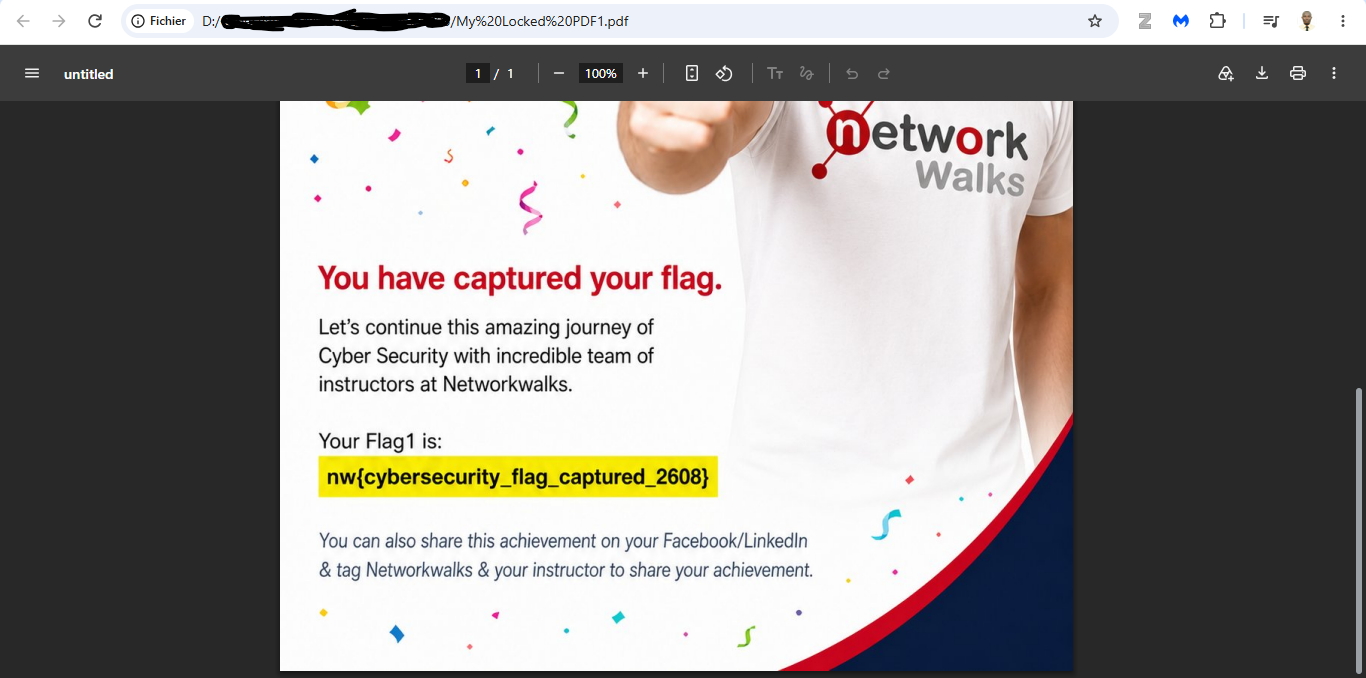 Fichier D:/ /My%20Locked%20PDF1.pdf
untitled 1 / 1 100%
network
Walks
You have captured your flag.
Let's continue this amazing journey of
Cyber Security with incredible team of
instructors at Networkwalks.
Your Flag1 is:
nw{cybersecurity_flag_captured_2608}
You can also share this achievement on your Facebook/LinkedIn
& tag Networkwalks & your instructor to share your achievement.